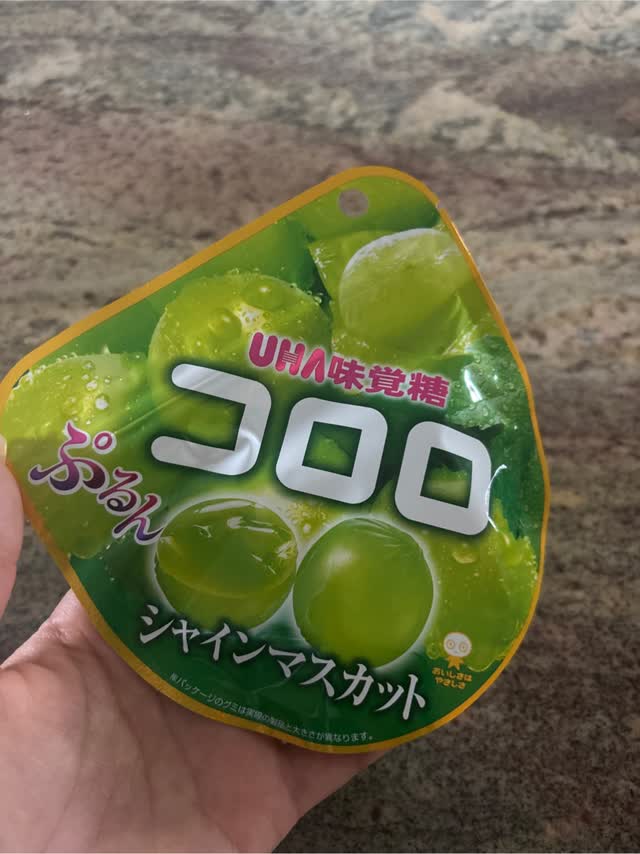 UHA味覚糖
コロロ
ぷるん
シャインマスカット
おいしさは
やさしさ
※パッケージのグミは実際の製品と大きさが異なります。